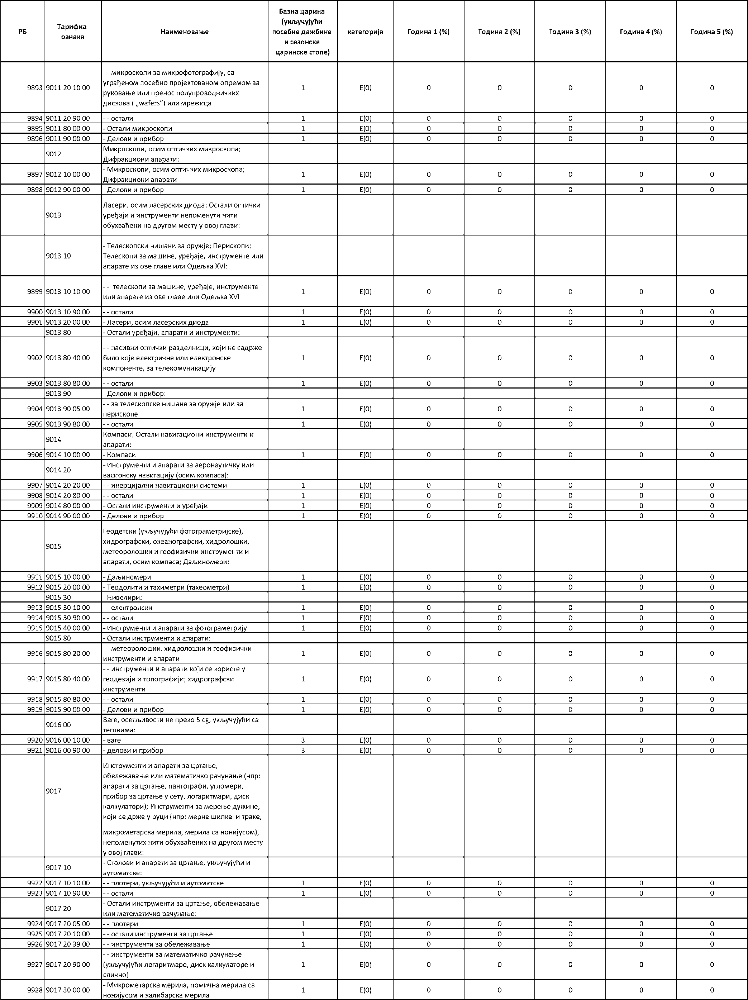 РБ Тарифна ознака Наименовање Базна царина (укључујући посебне дажбине и сезонске царинске стопе) категорија Година 1 (%) Година 2 (%) Година 3 (%) Година 4 (%) Година 5 (%)
9893 9011 20 10 00 - - микроскопи за микрофотографију, са уграђеном посебно пројектованом опремом за руковање или пренос полупроводничких дискова ( „wafers”) или мрежица 1 Е(0) 0 0 0 0 0
9894 9011 20 90 00 - - остали 1 Е(0) 0 0 0 0 0
9895 9011 80 00 00 - Остали микроскопи 1 Е(0) 0 0 0 0 0
9896 9011 90 00 00 - Делови и прибор 1 Е(0) 0 0 0 0 0
9012 Микроскопи, осим оптичких микроскопа; Дифракциони апарати:
9897 9012 10 00 00 - Микроскопи, осим оптичких микроскопа; Дифракциони апарати 1 Е(0) 0 0 0 0 0
9898 9012 90 00 00 - Делови и прибор 1 Е(0) 0 0 0 0 0
9013 Ласери, осим ласерских диода; Остали оптички уређаји и инструменти непоменути нити обухваћени на другом месту у овој глави:
9013 10 - Телескопски нишани за оружје; Перископи; Телескопи за машине, уређаје, инструменте или апарате из ове главе или Одељка XVI:
9899 9013 10 10 00 - - телескопи за машине, уређаје, инструменте или апарате из ове главе или Одељка XVI 1 Е(0) 0 0 0 0 0
9900 9013 10 90 00 - - остали 1 Е(0) 0 0 0 0 0
9901 9013 20 00 00 - Ласери, осим ласерских диода 1 Е(0) 0 0 0 0 0
9013 80 - Остали уређаји, апарати и инструменти:
9902 9013 80 40 00 - - пасивни оптички разделници, који не садрже било које електричне или електронске компоненте, за телекомуникацију 1 Е(0) 0 0 0 0 0
9903 9013 80 80 00 - - остали 1 Е(0) 0 0 0 0 0
9013 90 - Делови и прибор:
9904 9013 90 05 00 - - за телескопске нишане за оружје или за перископе 1 Е(0) 0 0 0 0 0
9905 9013 90 80 00 - - остали 1 Е(0) 0 0 0 0 0
9014 Компаси; Остали навигациони инструменти и апарати:
9906 9014 10 00 00 - Компаси 1 Е(0) 0 0 0 0 0
9014 20 - Инструменти и апарати за аеронаутичку или васионску навигацију (осим компаса):
9907 9014 20 20 00 - - инерцијални навигациони системи 1 Е(0) 0 0 0 0 0
9908 9014 20 80 00 - - остали 1 Е(0) 0 0 0 0 0
9909 9014 80 00 00 - Остали инструменти и уређаји 1 Е(0) 0 0 0 0 0
9910 9014 90 00 00 - Делови и прибор 1 Е(0) 0 0 0 0 0
9015 Геодетски (укључујући фотограметријске), хидрографски, океанографски, хидролошки, метеоролошки и геофизички инструменти и апарати, осим компаса; Даљиномери:
9911 9015 10 00 00 - Даљиномери 1 Е(0) 0 0 0 0 0
9912 9015 20 00 00 - Теодолити и тахиметри (тахеометри) 1 Е(0) 0 0 0 0 0
9015 30 - Нивелири:
9913 9015 30 10 00 - - електронски 1 Е(0) 0 0 0 0 0
9914 9015 30 90 00 - - остали 1 Е(0) 0 0 0 0 0
9915 9015 40 00 00 - Инструменти и апарати за фотограметрију 1 Е(0) 0 0 0 0 0
9015 80 - Остали инструменти и апарати:
9916 9015 80 20 00 - - метеоролошки, хидролошки и геофизички инструменти и апарати 1 Е(0) 0 0 0 0 0
9917 9015 80 40 00 - - инструменти и апарати који се користе у геодезији и топографији; хидрографски инструменти 1 Е(0) 0 0 0 0 0
9918 9015 80 80 00 - - остали 1 Е(0) 0 0 0 0 0
9919 9015 90 00 00 - Делови и прибор 1 Е(0) 0 0 0 0 0
9016 00 Ваге, осетљивости не преко 5 cg, укључујући са теговима:
9920 9016 00 10 00 - ваге 3 Е(0) 0 0 0 0 0
9921 9016 00 90 00 - делови и прибор 3 Е(0) 0 0 0 0 0
9017 Инструменти и апарати за цртање, обележавање или математичко рачунање (нпр: апарати за цртање, пантографи, угломери, прибор за цртање у сету, логаритмари, диск калкулатори); Инструменти за мерење дужине, који се држе у руци (нпр: мерне шипке и траке, микрометарска мерила, мерила са нонијусом), непоменутих нити обухваћених на другом месту у овој глави:
9017 10 - Столови и апарати за цртање, укључујући и аутоматске:
9922 9017 10 10 00 - - плотери, укључујући и аутоматске 1 Е(0) 0 0 0 0 0
9923 9017 10 90 00 - - остали 1 Е(0) 0 0 0 0 0
9017 20 - Остали инструменти за цртање, обележавање или математичко рачунање:
9924 9017 20 05 00 - - плотери 1 Е(0) 0 0 0 0 0
9925 9017 20 10 00 - - остали инструменти за цртање 1 Е(0) 0 0 0 0 0
9926 9017 20 39 00 - - инструменти за обележавање 1 Е(0) 0 0 0 0 0
9927 9017 20 90 00 - - инструменти за математичко рачунање (укључујући логаритмаре, диск калкулаторе и слично) 1 Е(0) 0 0 0 0 0
9928 9017 30 00 00 - Микрометарска мерила, помична мерила са нонијусом и калибарска мерила 1 Е(0) 0 0 0 0 0